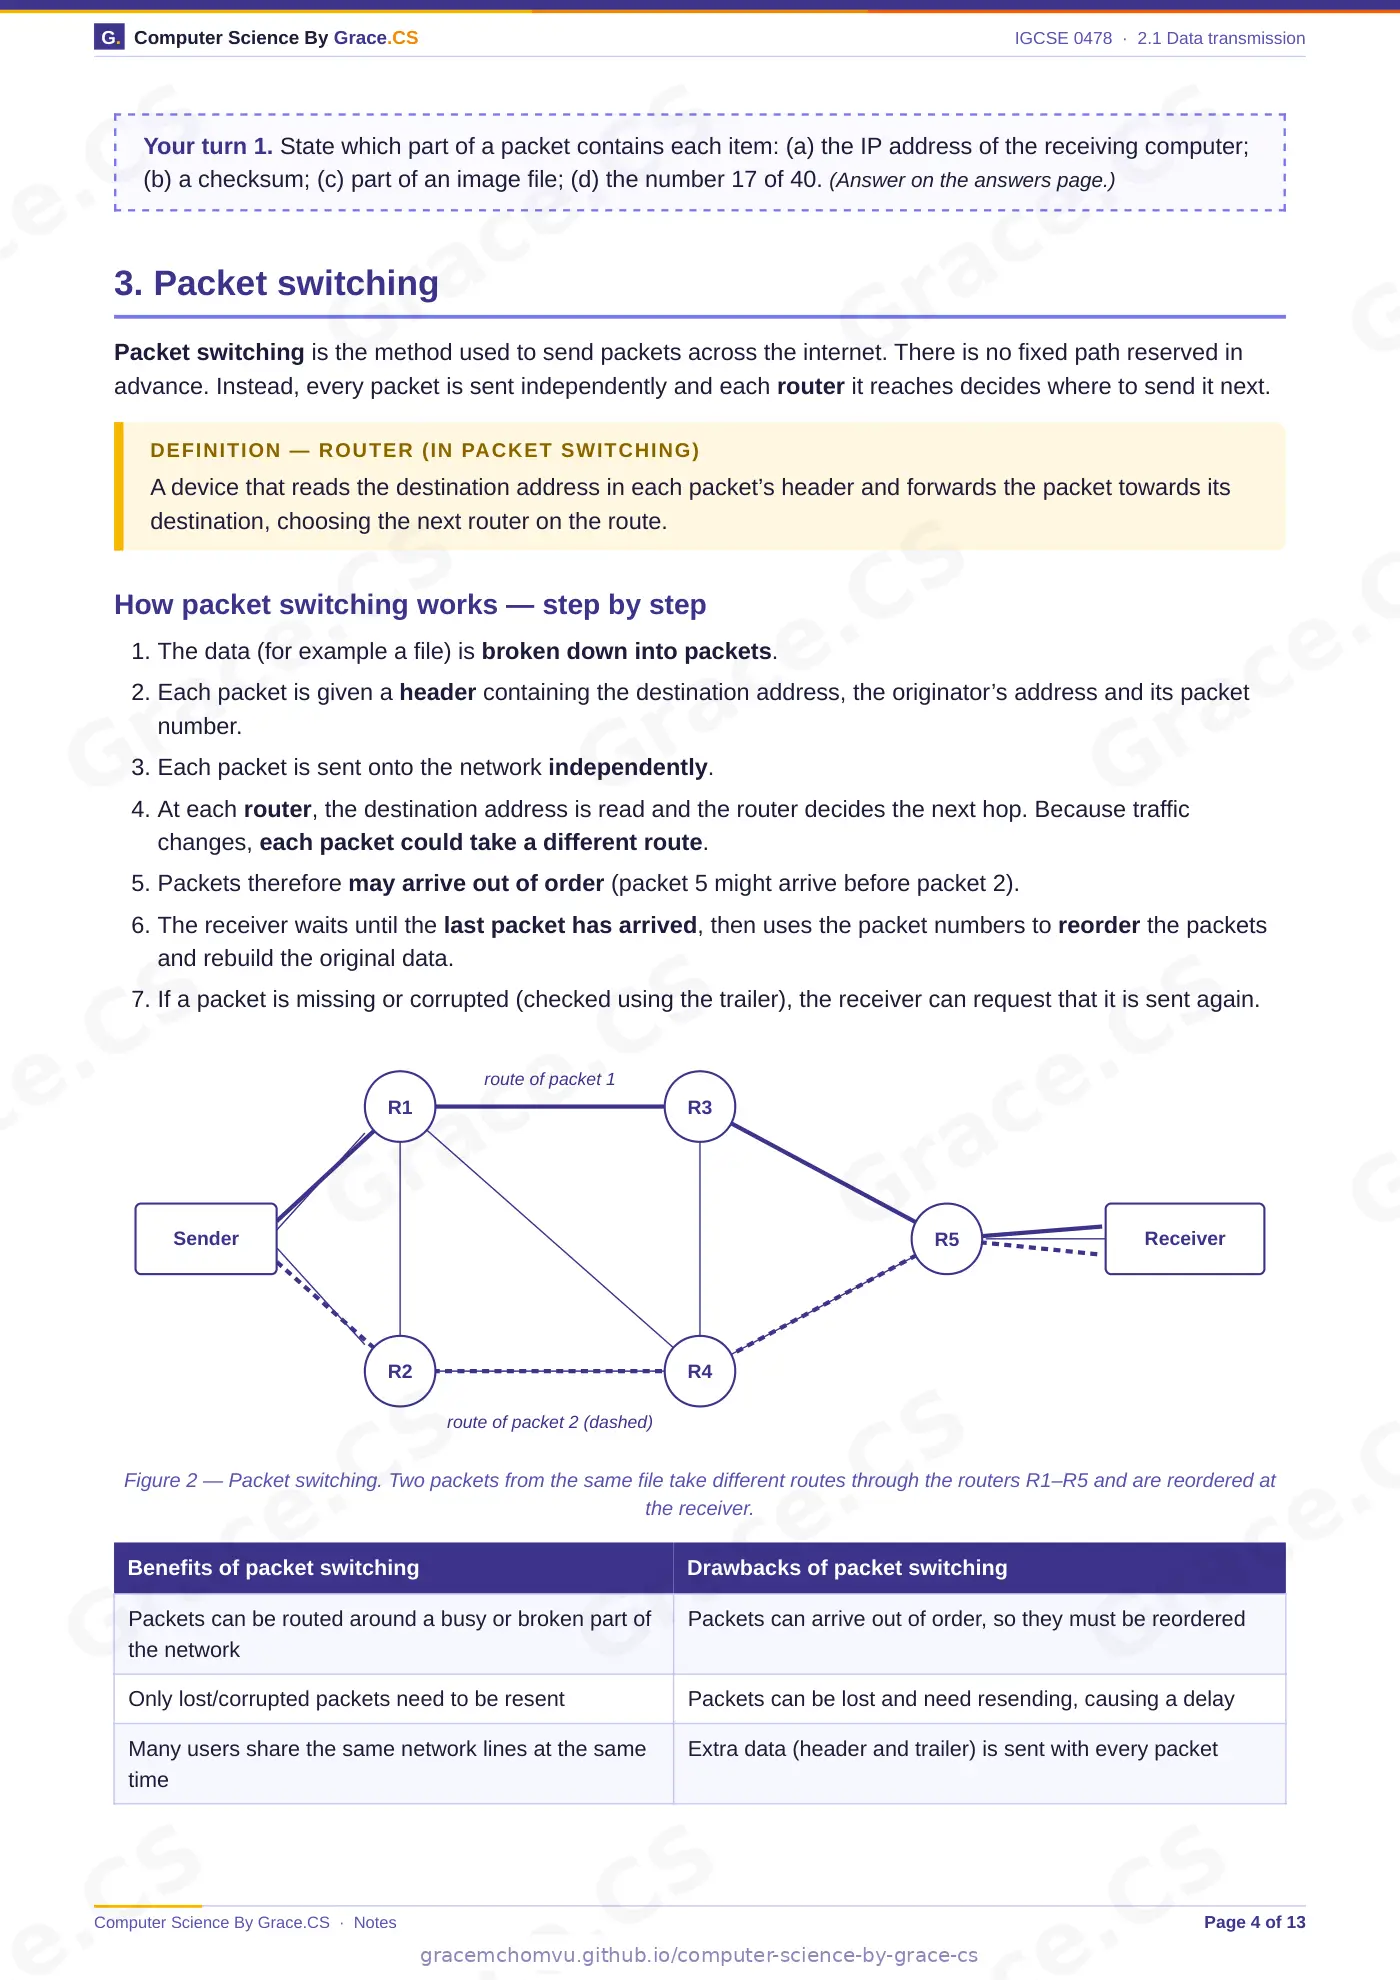 G. Computer Science By Grace.CS
IGCSE 0478 · 2.1 Data transmission
Your turn 1. State which part of a packet contains each item: (a) the IP address of the receiving computer;
(b) a checksum; (c) part of an image file; (d) the number 17 of 40. (Answer on the answers page.)
3. Packet switching
Packet switching is the method used to send packets across the internet. There is no fixed path reserved in
advance. Instead, every packet is sent independently and each router it reaches decides where to send it next.
DEFINITION — ROUTER (IN PACKET SWITCHING)
A device that reads the destination address in each packet’s header and forwards the packet towards its
destination, choosing the next router on the route.
How packet switching works — step by step
1. The data (for example a file) is broken down into packets.
2. Each packet is given a header containing the destination address, the originator’s address and its packet
number.
3. Each packet is sent onto the network independently.
4. At each router, the destination address is read and the router decides the next hop. Because traffic
changes, each packet could take a different route.
5. Packets therefore may arrive out of order (packet 5 might arrive before packet 2).
6. The receiver waits until the last packet has arrived, then uses the packet numbers to reorder the packets
and rebuild the original data.
7. If a packet is missing or corrupted (checked using the trailer), the receiver can request that it is sent again.
route of packet 1
R1
R3
Sender
R5
Receiver
R2
R4
route of packet 2 (dashed)
Figure 2 — Packet switching. Two packets from the same file take different routes through the routers R1–R5 and are reordered at
the receiver.
Benefits of packet switching
Drawbacks of packet switching
Packets can be routed around a busy or broken part of
the network
Packets can arrive out of order, so they must be reordered
Only lost/corrupted packets need to be resent
Packets can be lost and need resending, causing a delay
Many users share the same network lines at the same
time
Extra data (header and trailer) is sent with every packet
Computer Science By Grace.CS · Notes
Page 4 of 13
gracemchomvu.github.io/computer-science-by-grace-cs